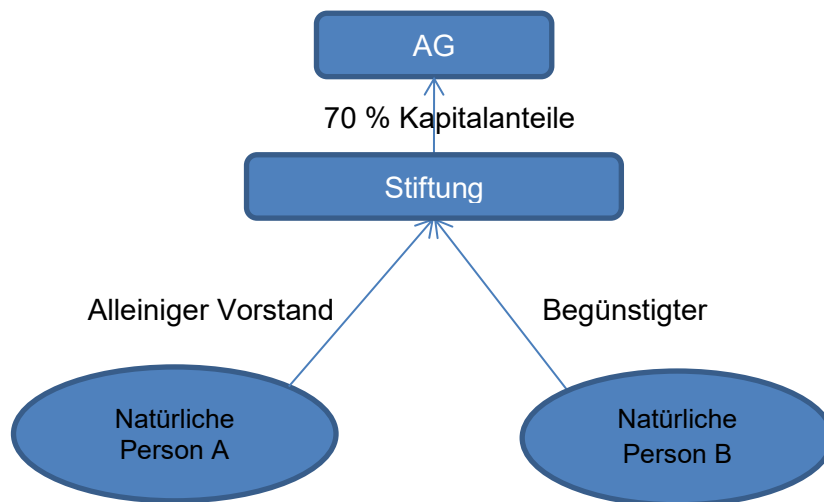 AG
70 % Kapitalanteile
Stiftung
Alleiniger Vorstand
Begünstigter
Natürliche
Person A
Natürliche
Person B